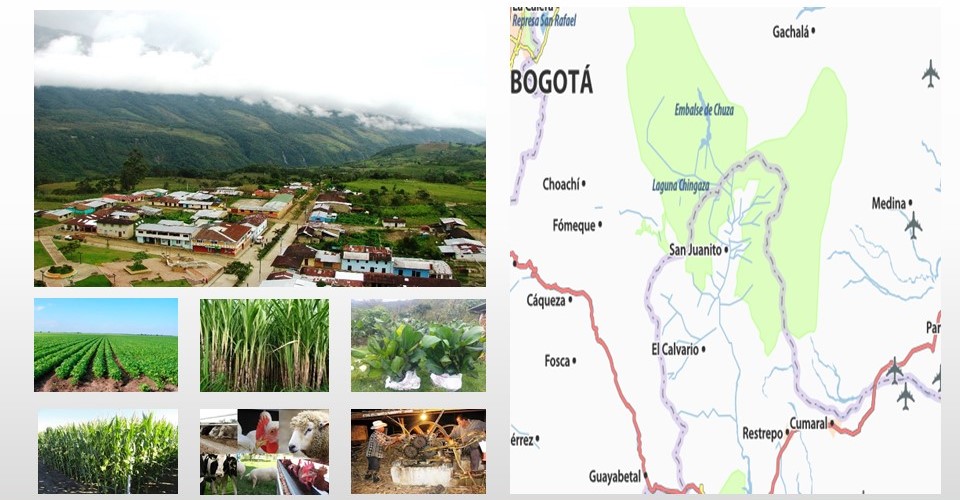 La Calera
Represa San Rafael
Gachalá
BOGOTÁ
Embalse de Chuza
Choachí
Laguna Chingaza
Medina
Fómeque
San Juanito
Cáqueza
Par
El Calvario
Fosca
Cumaral
Restrepo
érrez
Guayabetal